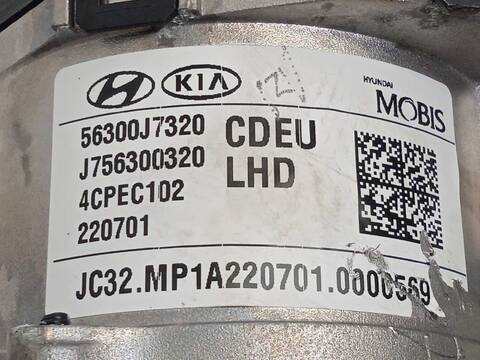 KIA
HYUNDAI
MOBIS
56300J7320
J756300320
4CPEC102
220701
CDEU
LHD
JC32.MP1A220701.0000569